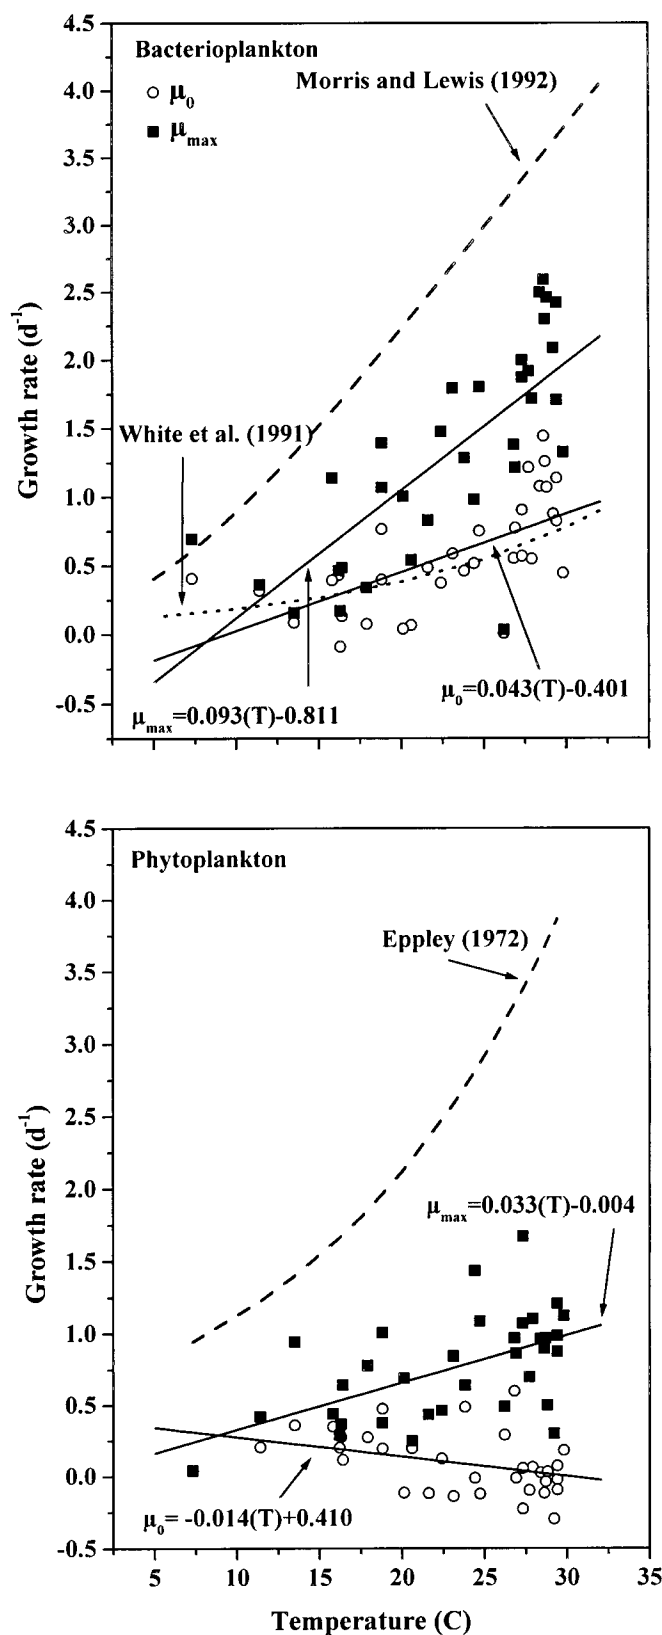 4.5
Bacterioplankton
μ0
μmax
Morris and Lewis (1992)
4.0
3.5
3.0
2.5
2.0
1.5
1.0
0.5
0.0
-0.5
Growth rate (d-1)
White et al. (1991)
μ0=0.043(T)-0.401
μmax=0.093(T)-0.811
4.5
Phytoplankton
4.0
Eppley (1972)
3.5
3.0
2.5
2.0
1.5
1.0
0.5
0.0
-0.5
Growth rate (d-1)
μmax=0.033(T)-0.004
μ0= -0.014(T)+0.410
5 10 15 20 25 30 35
Temperature (C)